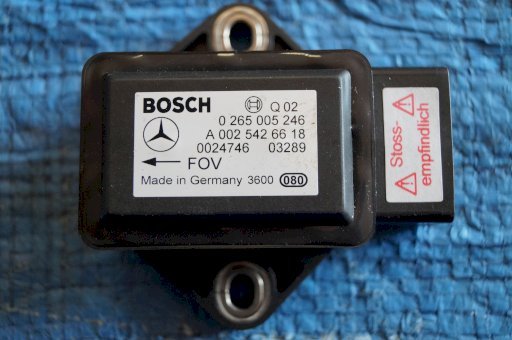 BOSCH Q 02
0 265 005 246
A 002 542 66 18
0024746 03289
FOV
Made in Germany 3600 080
Stoss-
empfindlich